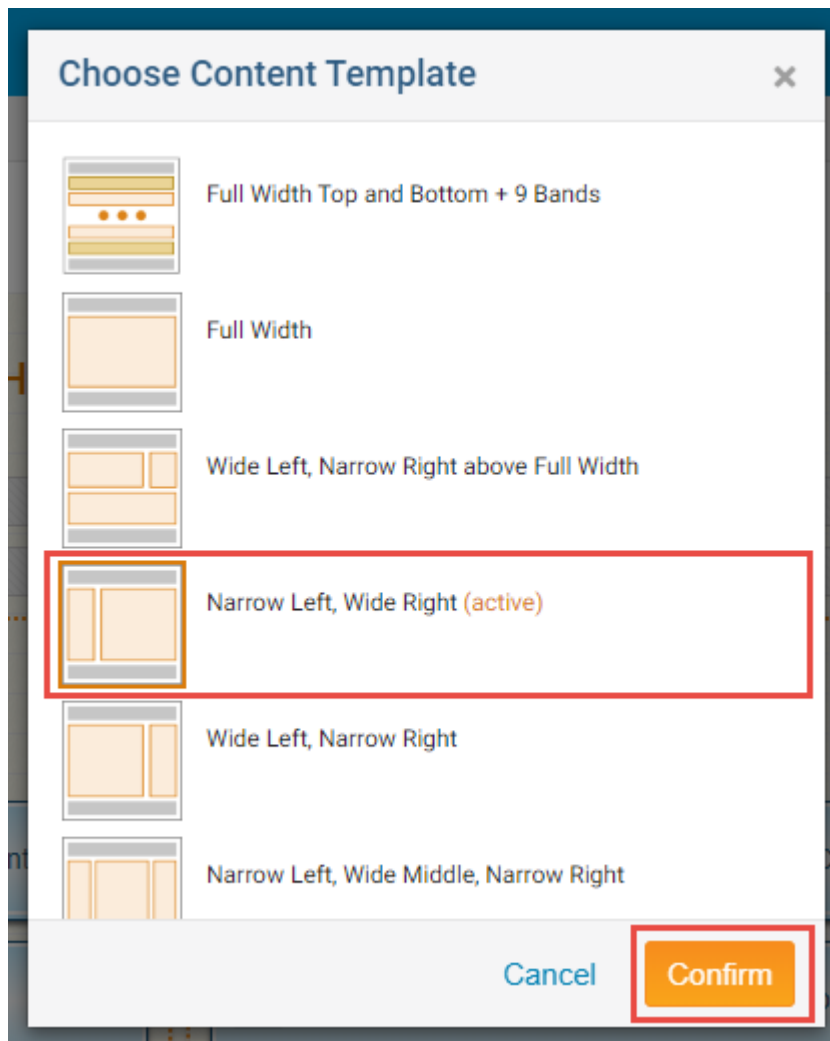 Choose Content Template
Full Width Top and Bottom + 9 Bands
Full Width
Wide Left, Narrow Right above Full Width
Narrow Left, Wide Right (active)
Wide Left, Narrow Right
Narrow Left, Wide Middle, Narrow Right
Cancel
Confirm